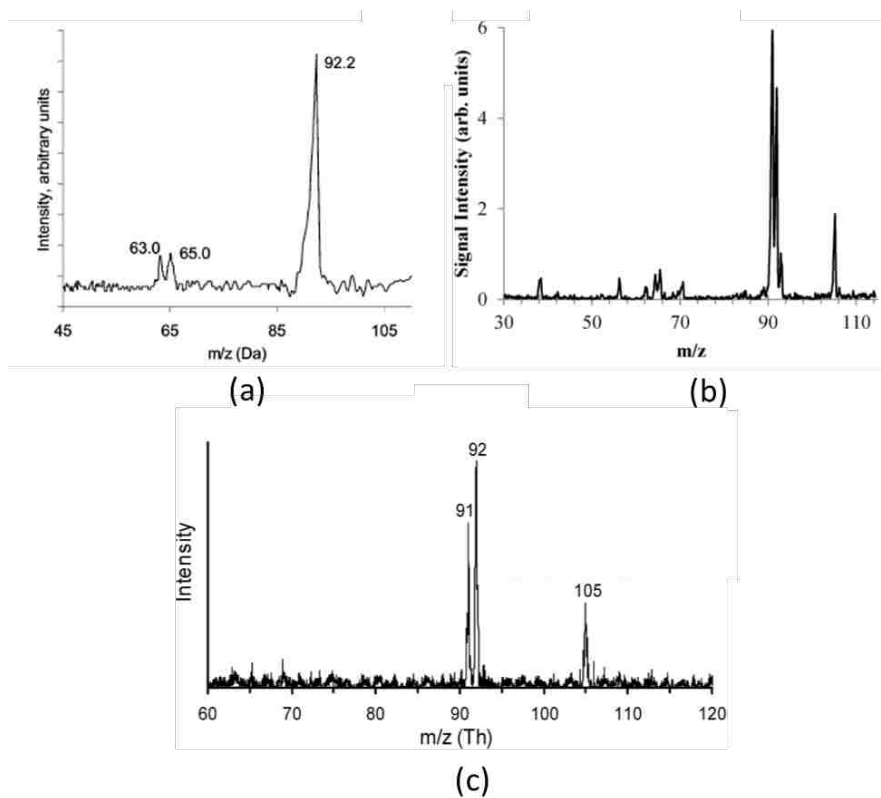 Intensity, arbitrary units
92.2
63.0
65.0
45
65
85
105
m/z (Da)
(a)
Signal Intensity (arb. units)
6
4
2
0
30
50
70
90
110
m/z
(b)
Intensity
92
91
105
60
70
80
90
100
110
120
m/z (Th)
(c)